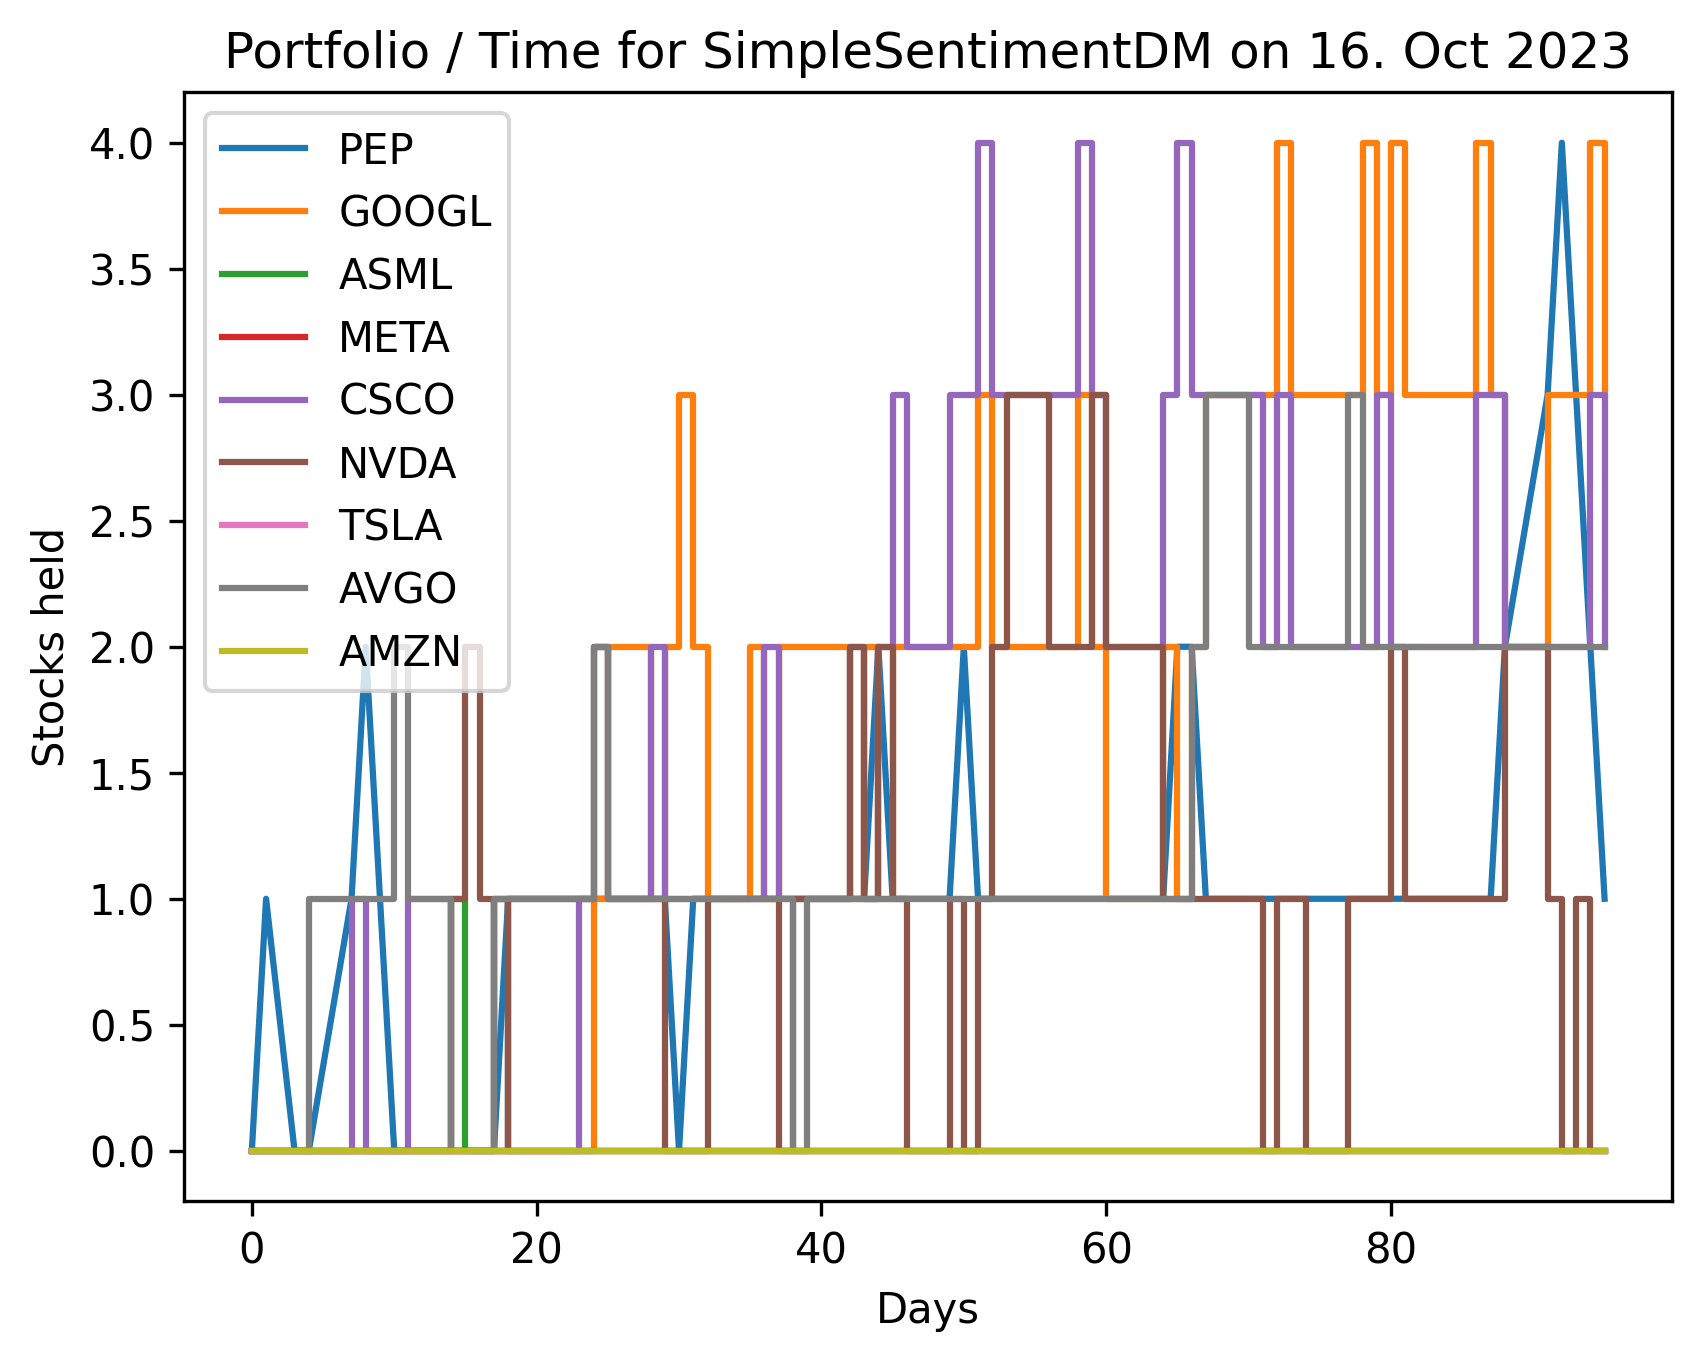 Portfolio / Time for SimpleSentimentDM on 16. Oct 2023
4.0
3.5
3.0
2.5
2.0
1.5
1.0
0.5
0.0
Stocks held
PEP
GOOGL
ASML
META
CSCO
NVDA
TSLA
AVGO
AMZN
0 20 40 60 80
Days